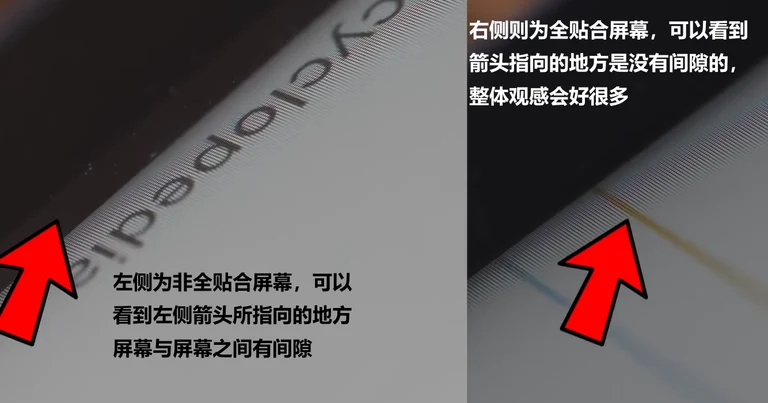 cyclopedia
左侧为非全贴合屏幕，可以
看到左侧箭头所指向的地方
屏幕与屏幕之间有间隙
右侧则为全贴合屏幕，可以看到
箭头指向的地方是没有间隙的，
整体观感会好很多